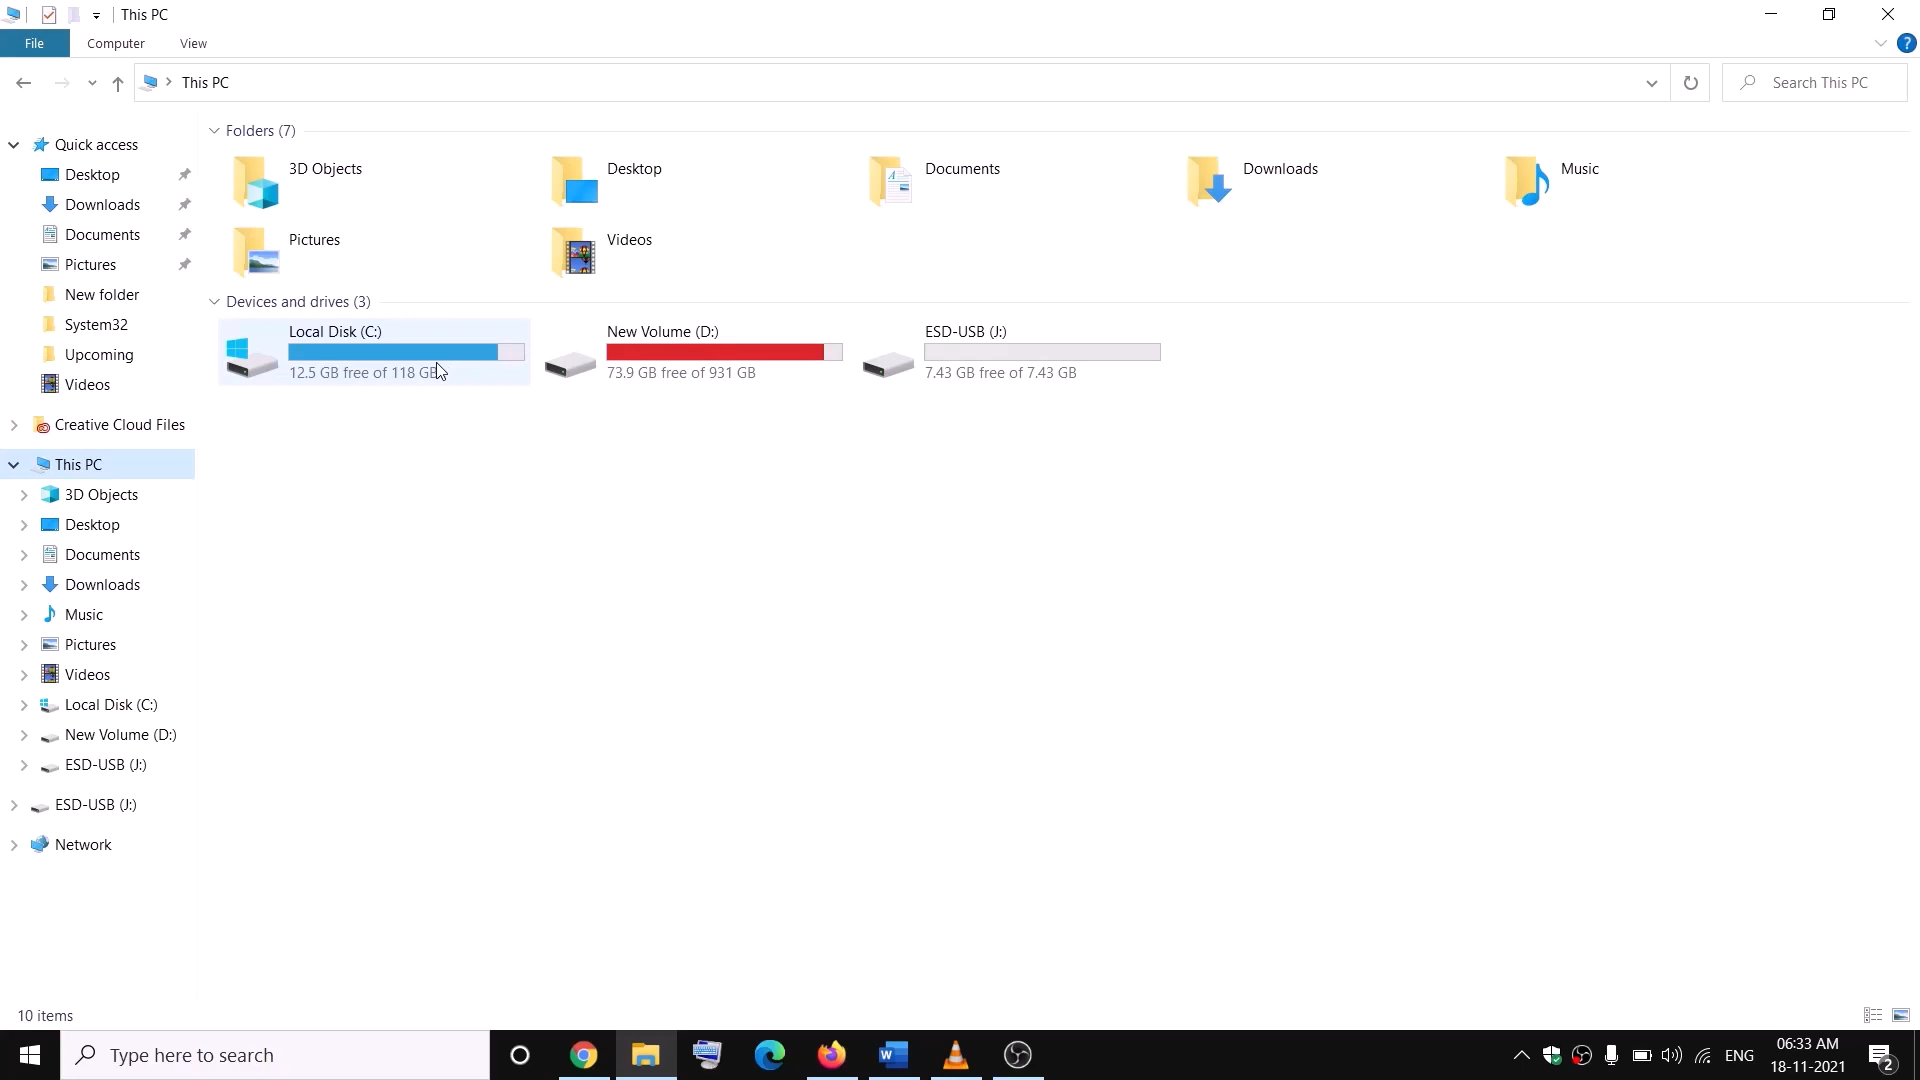 This PC
File Computer View
This PC
Search This PC
Quick access
Desktop
Downloads
Documents
Pictures
New folder
System32
Upcoming
Videos
Creative Cloud Files
This PC
3D Objects
Desktop
Documents
Downloads
Music
Pictures
Videos
Local Disk (C:)
New Volume (D:)
ESD-USB (J:)
ESD-USB (J:)
Network
Folders (7)
3D Objects
Desktop
Documents
Downloads
Music
Pictures
Videos
Devices and drives (3)
Local Disk (C:)
12.5 GB free of 118 GB
New Volume (D:)
73.9 GB free of 931 GB
ESD-USB (J:)
7.43 GB free of 7.43 GB
10 items
Type here to search
ENG
06:33 AM
18-11-2021
2